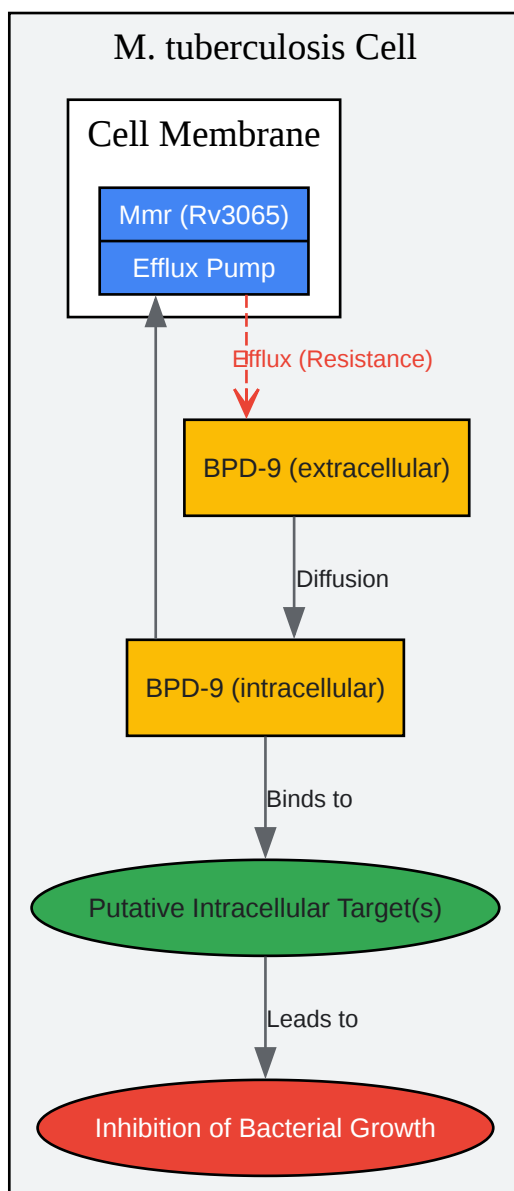 M. tuberculosis Cell
Cell Membrane
Mmr (Rv3065)
Efflux Pump
Efflux (Resistance)
BPD-9 (extracellular)
Diffusion
BPD-9 (intracellular)
Binds to
Putative Intracellular Target(s)
Leads to
Inhibition of Bacterial Growth